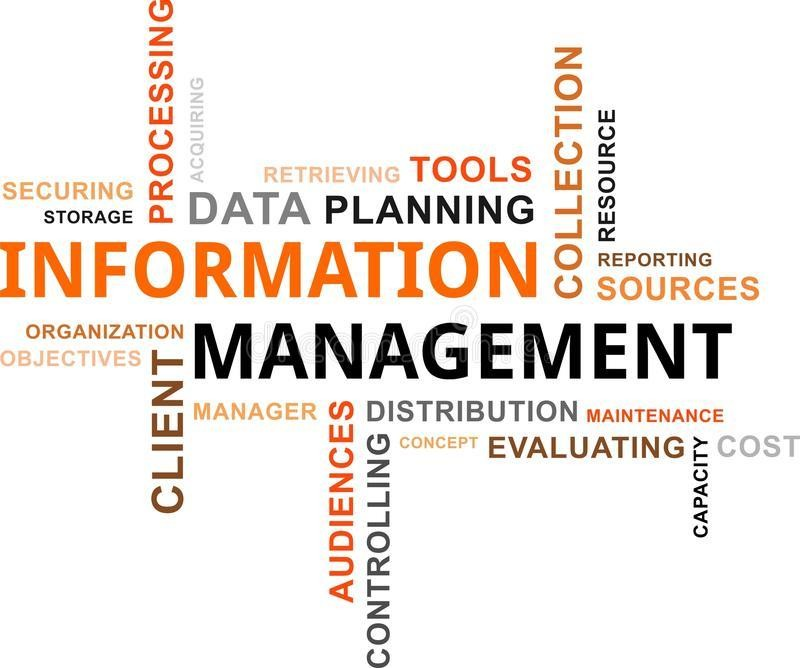 PROCESSING
ACQUIRING
COLLECTION
RESOURCE
RETRIEVING
TOOLS
SECURING
STORAGE
DATA
PLANNING
INFORMATION
REPORTING
SOURCES
ORGANIZATION
OBJECTIVES
MANAGEMENT
CLIENT
MANAGER
AUDIENCES
DISTRIBUTION
MAINTENANCE
CONTROLLING
CONCEPT
EVALUATING
CAPACITY
COST